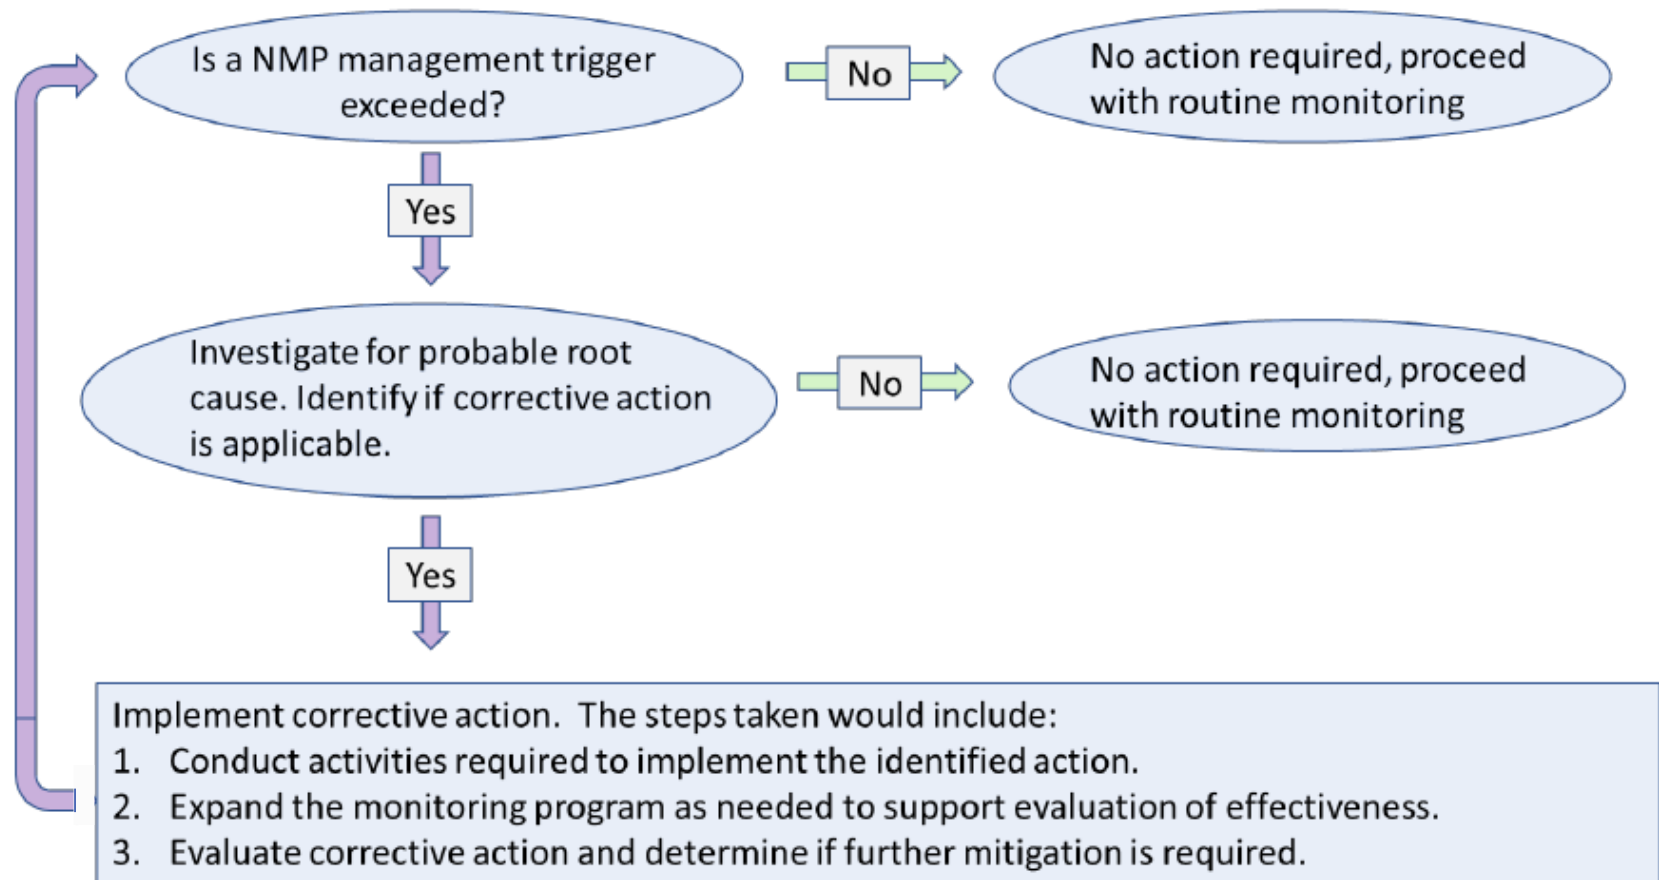 Is a NMP management trigger
exceeded?
No
No action required, proceed
with routine monitoring
Yes
Investigate for probable root
cause. Identify if corrective action
is applicable.
No
No action required, proceed
with routine monitoring
Yes
Implement corrective action.  The steps taken would include:
1. Conduct activities required to implement the identified action.
2. Expand the monitoring program as needed to support evaluation of effectiveness.
3. Evaluate corrective action and determine if further mitigation is required.